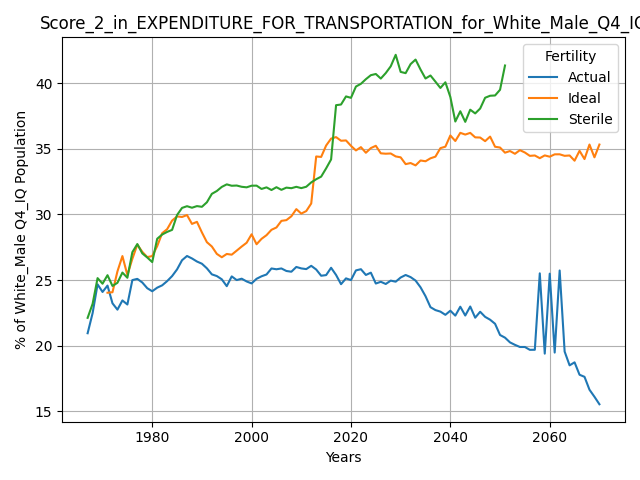 Score_2_in_EXPENDITURE_FOR_TRANSPORTATION_for_White_Male_Q4_IQ
Fertility
Actual
Ideal
Sterile
% of White_Male Q4_IQ Population
40
35
30
25
20
15
1980
2000
2020
2040
2060
Years